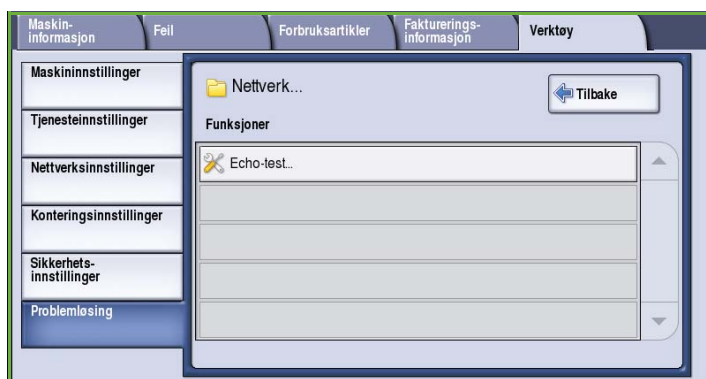 Maskin-
informasjon
Feil
Forbruksartikler
Fakturerings-
informasjon
Verktøy
Maskininnstillinger
Tjenesteinnstillinger
Nettverksinnstillinger
Konteringsinnstillinger
Sikkerhets-
innstillinger
Problemløsing
Nettverk...
Tilbake
Funksjoner
Echo-test...